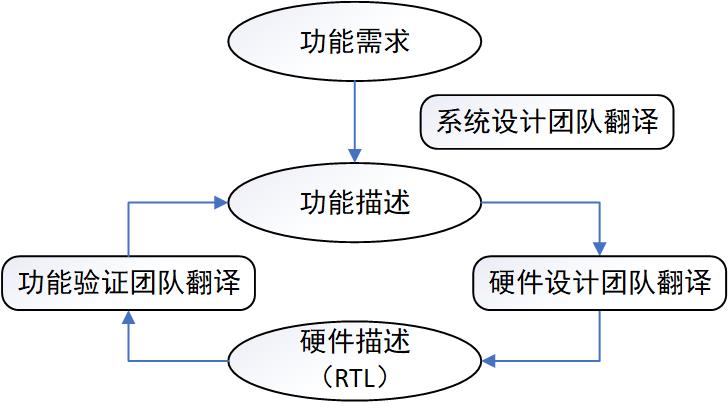 功能需求
系统设计团队翻译
功能描述
功能验证团队翻译
硬件设计团队翻译
硬件描述
（RTL）